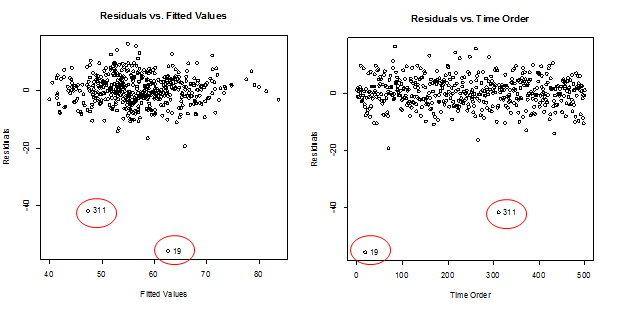 Residuals vs. Fitted Values
Residuals
0
-20
-40
311
19
40 50 60 70 80
Fitted Values
Residuals vs. Time Order
Residuals
0
-20
-40
311
19
0 100 200 300 400 500
Time Order